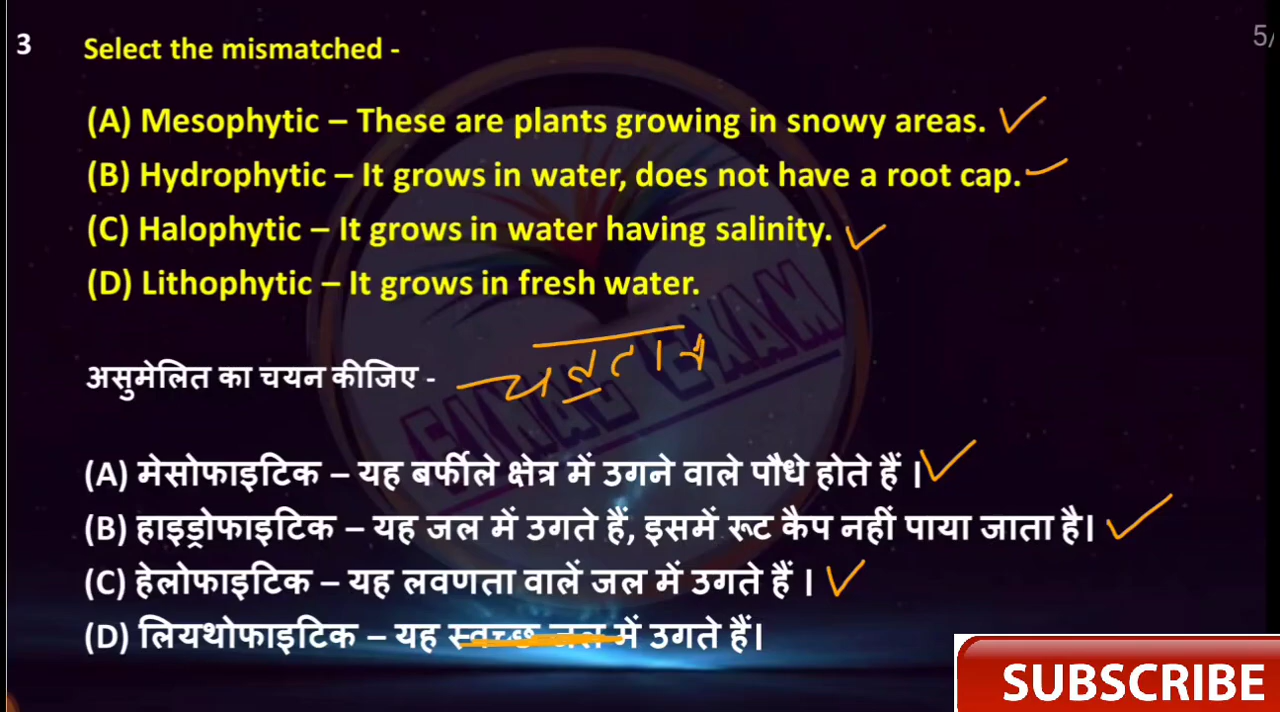 3 Select the mismatched - 5/
(A) Mesophytic – These are plants growing in snowy areas.
(B) Hydrophytic – It grows in water, does not have a root cap.
(C) Halophytic – It grows in water having salinity.
(D) Lithophytic – It grows in fresh water.
असुमेलित का चयन कीजिए -
EXAM
(A) मेसोफाइटिक – यह बर्फीले क्षेत्र में उगने वाले पौधे होते हैं ।
(B) हाइड्रोफाइटिक – यह जल में उगते हैं, इसमें रूट कैप नहीं पाया जाता है।
(C) हेलोफाइटिक – यह लवणता वालें जल में उगते हैं ।
(D) लियथोफाइटिक – यह स्वच्छ जल में उगते हैं।
SUBSCRIBE